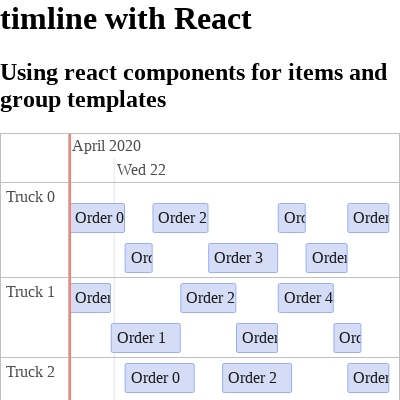 timline with React
Using react components for items and
group templates
April 2020
Wed 22
Truck 0
Order 0 Order 2 Orc Order
Orc Order 3 Order
Truck 1
Order Order 2 Order 4
Order 1 Order Orc
Truck 2
Order 0 Order 2 Order